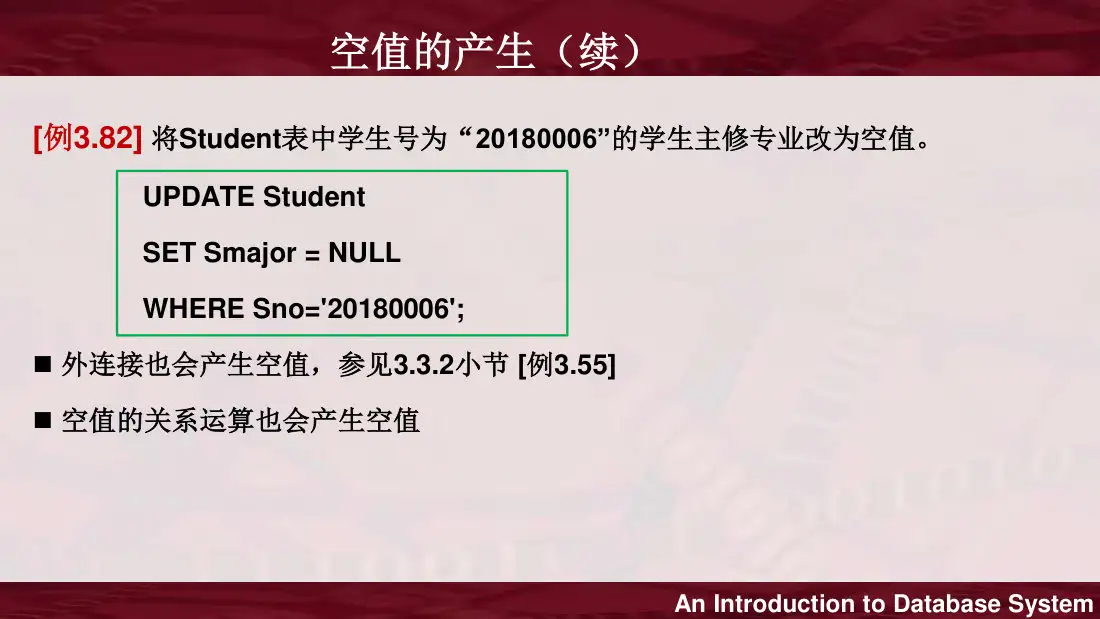 空值的产生（续）
[例3.82] 将Student表中学生号为“20180006”的学生主修专业改为空值。
UPDATE Student
SET Smajor = NULL
WHERE Sno='20180006';
■ 外连接也会产生空值，参见3.3.2小节 [例3.55]
■ 空值的关系运算也会产生空值
An Introduction to Database System